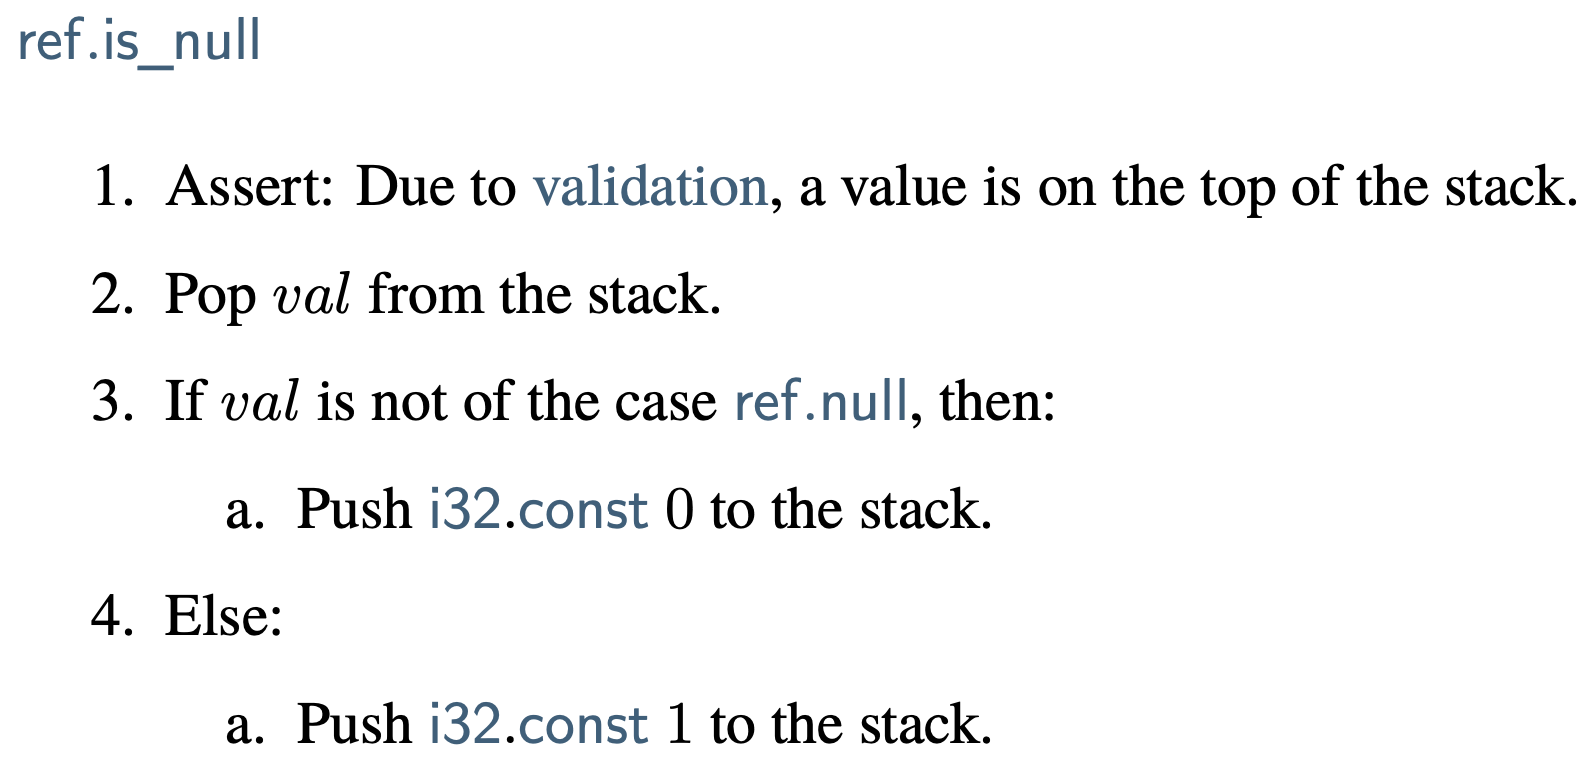 ref.is_null
1. Assert: Due to validation, a value is on the top of the stack.
2. Pop val from the stack.
3. If val is not of the case ref.null, then:
a. Push i32.const 0 to the stack.
4. Else:
a. Push i32.const 1 to the stack.